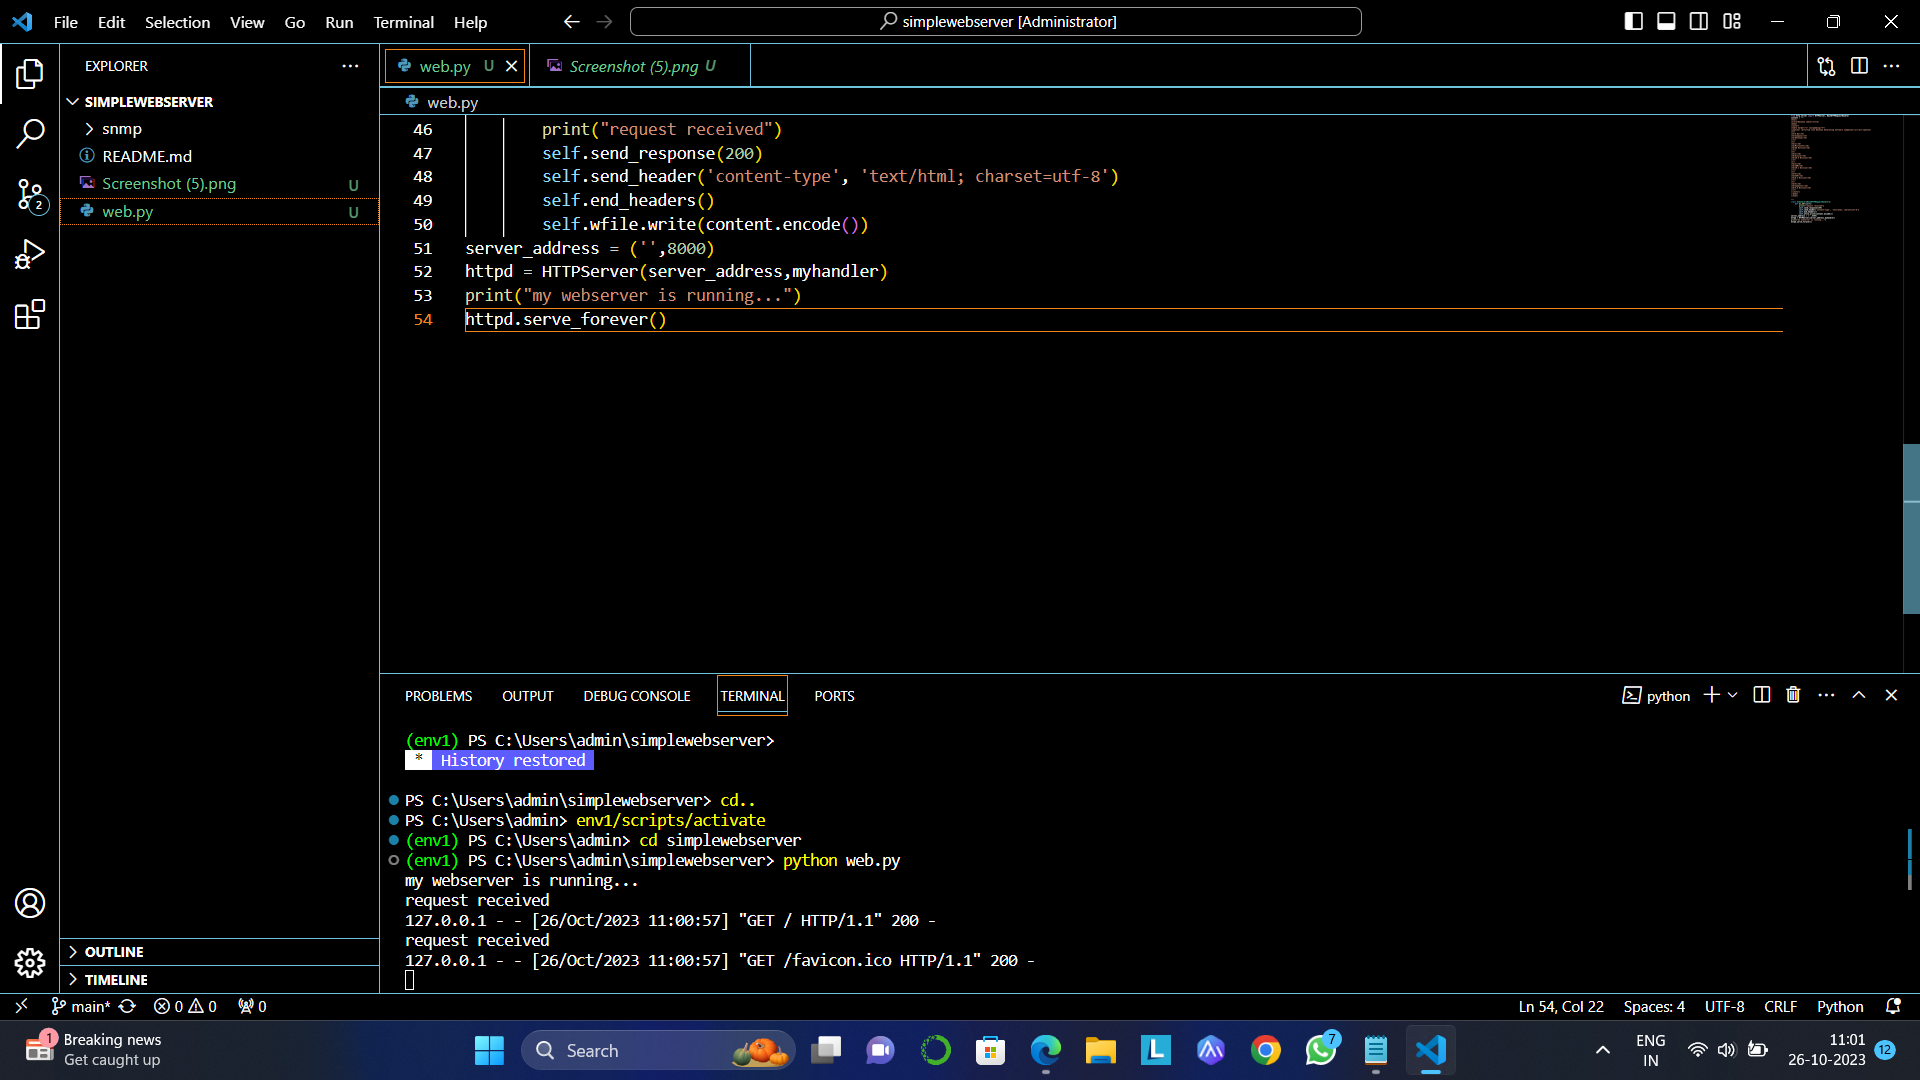 File Edit Selection View Go Run Terminal Help
simplewebserver [Administrator]
EXPLORER
SIMPLEWEBSERVER
snmp
README.md
Screenshot (5).png U
web.py U
OUTLINE
TIMELINE
web.py U
Screenshot (5).png U
web.py
46 print("request received")
47 self.send_response(200)
48 self.send_header('content-type', 'text/html; charset=utf-8')
49 self.end_headers()
50 self.wfile.write(content.encode())
51 server_address = ('',8000)
52 httpd = HTTPServer(server_address,myhandler)
53 print("my webserver is running...")
54 httpd.serve_forever()
PROBLEMS OUTPUT DEBUG CONSOLE TERMINAL PORTS
python
(env1) PS C:\Users\admin\simplewebserver>
* History restored
PS C:\Users\admin\simplewebserver> cd..
PS C:\Users\admin> env1/scripts/activate
(env1) PS C:\Users\admin> cd simplewebserver
(env1) PS C:\Users\admin\simplewebserver> python web.py
my webserver is running...
request received
127.0.0.1 - - [26/Oct/2023 11:00:57] "GET / HTTP/1.1" 200 -
request received
127.0.0.1 - - [26/Oct/2023 11:00:57] "GET /favicon.ico HTTP/1.1" 200 -
2
main* 0 0 0
Ln 54, Col 22 Spaces: 4 UTF-8 CRLF Python
1
Breaking news
Get caught up
Search
L
7
ENG
IN
11:01
26-10-2023
12